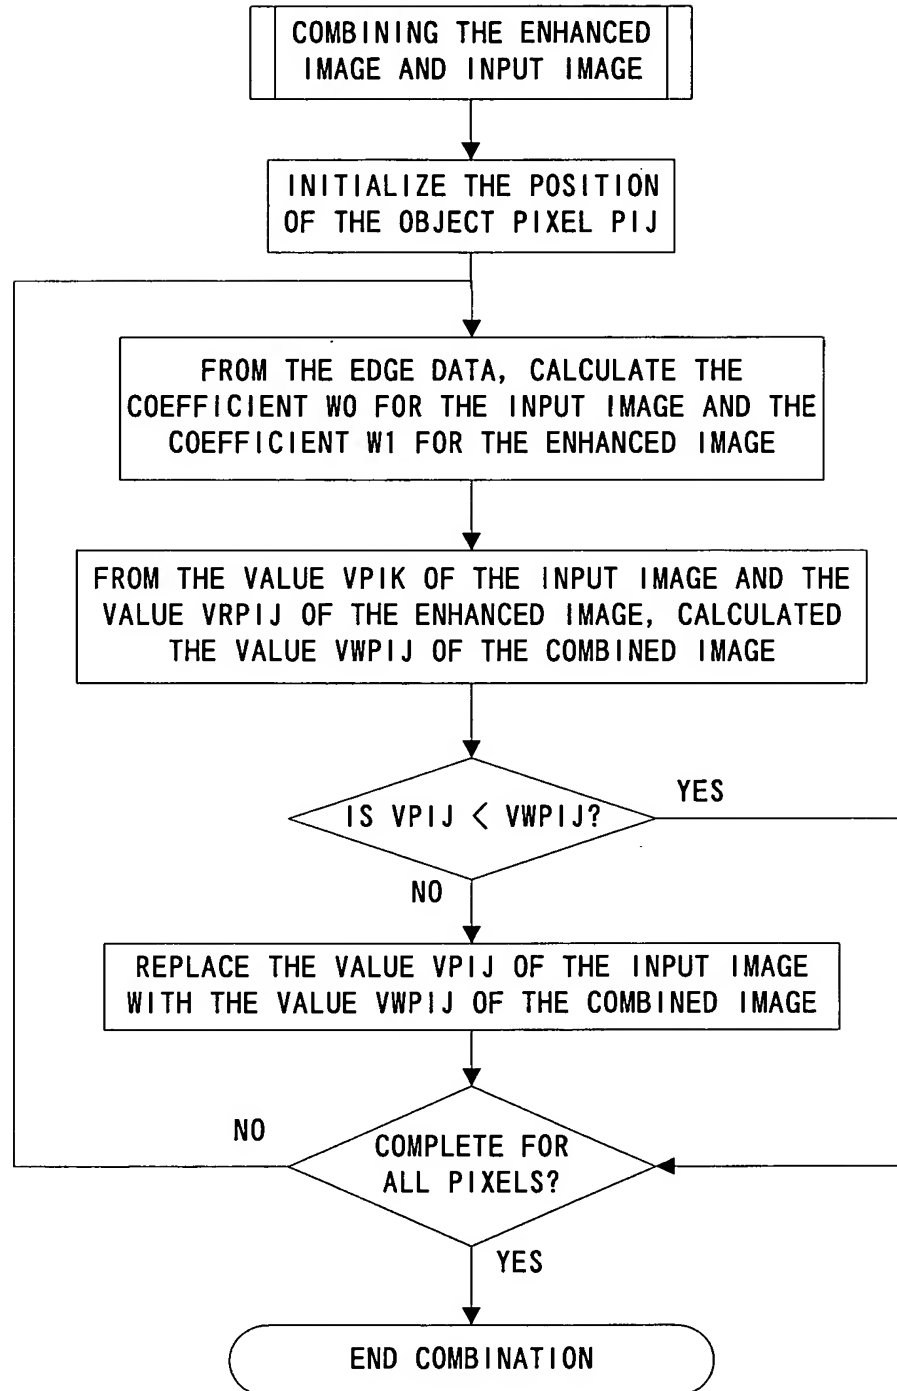 COMBINING THE ENHANCED
IMAGE AND INPUT IMAGE
INITIALIZE THE POSITION
OF THE OBJECT PIXEL PIJ
FROM THE EDGE DATA, CALCULATE THE
COEFFICIENT W0 FOR THE INPUT IMAGE AND THE
COEFFICIENT W1 FOR THE ENHANCED IMAGE
FROM THE VALUE VPIK OF THE INPUT IMAGE AND THE
VALUE VRPIJ OF THE ENHANCED IMAGE, CALCULATED
THE VALUE VWPIJ OF THE COMBINED IMAGE
IS VPIJ < VWPIJ?
YES
NO
REPLACE THE VALUE VPIJ OF THE INPUT IMAGE
WITH THE VALUE VWPIJ OF THE COMBINED IMAGE
NO
COMPLETE FOR
ALL PIXELS?
YES
END COMBINATION